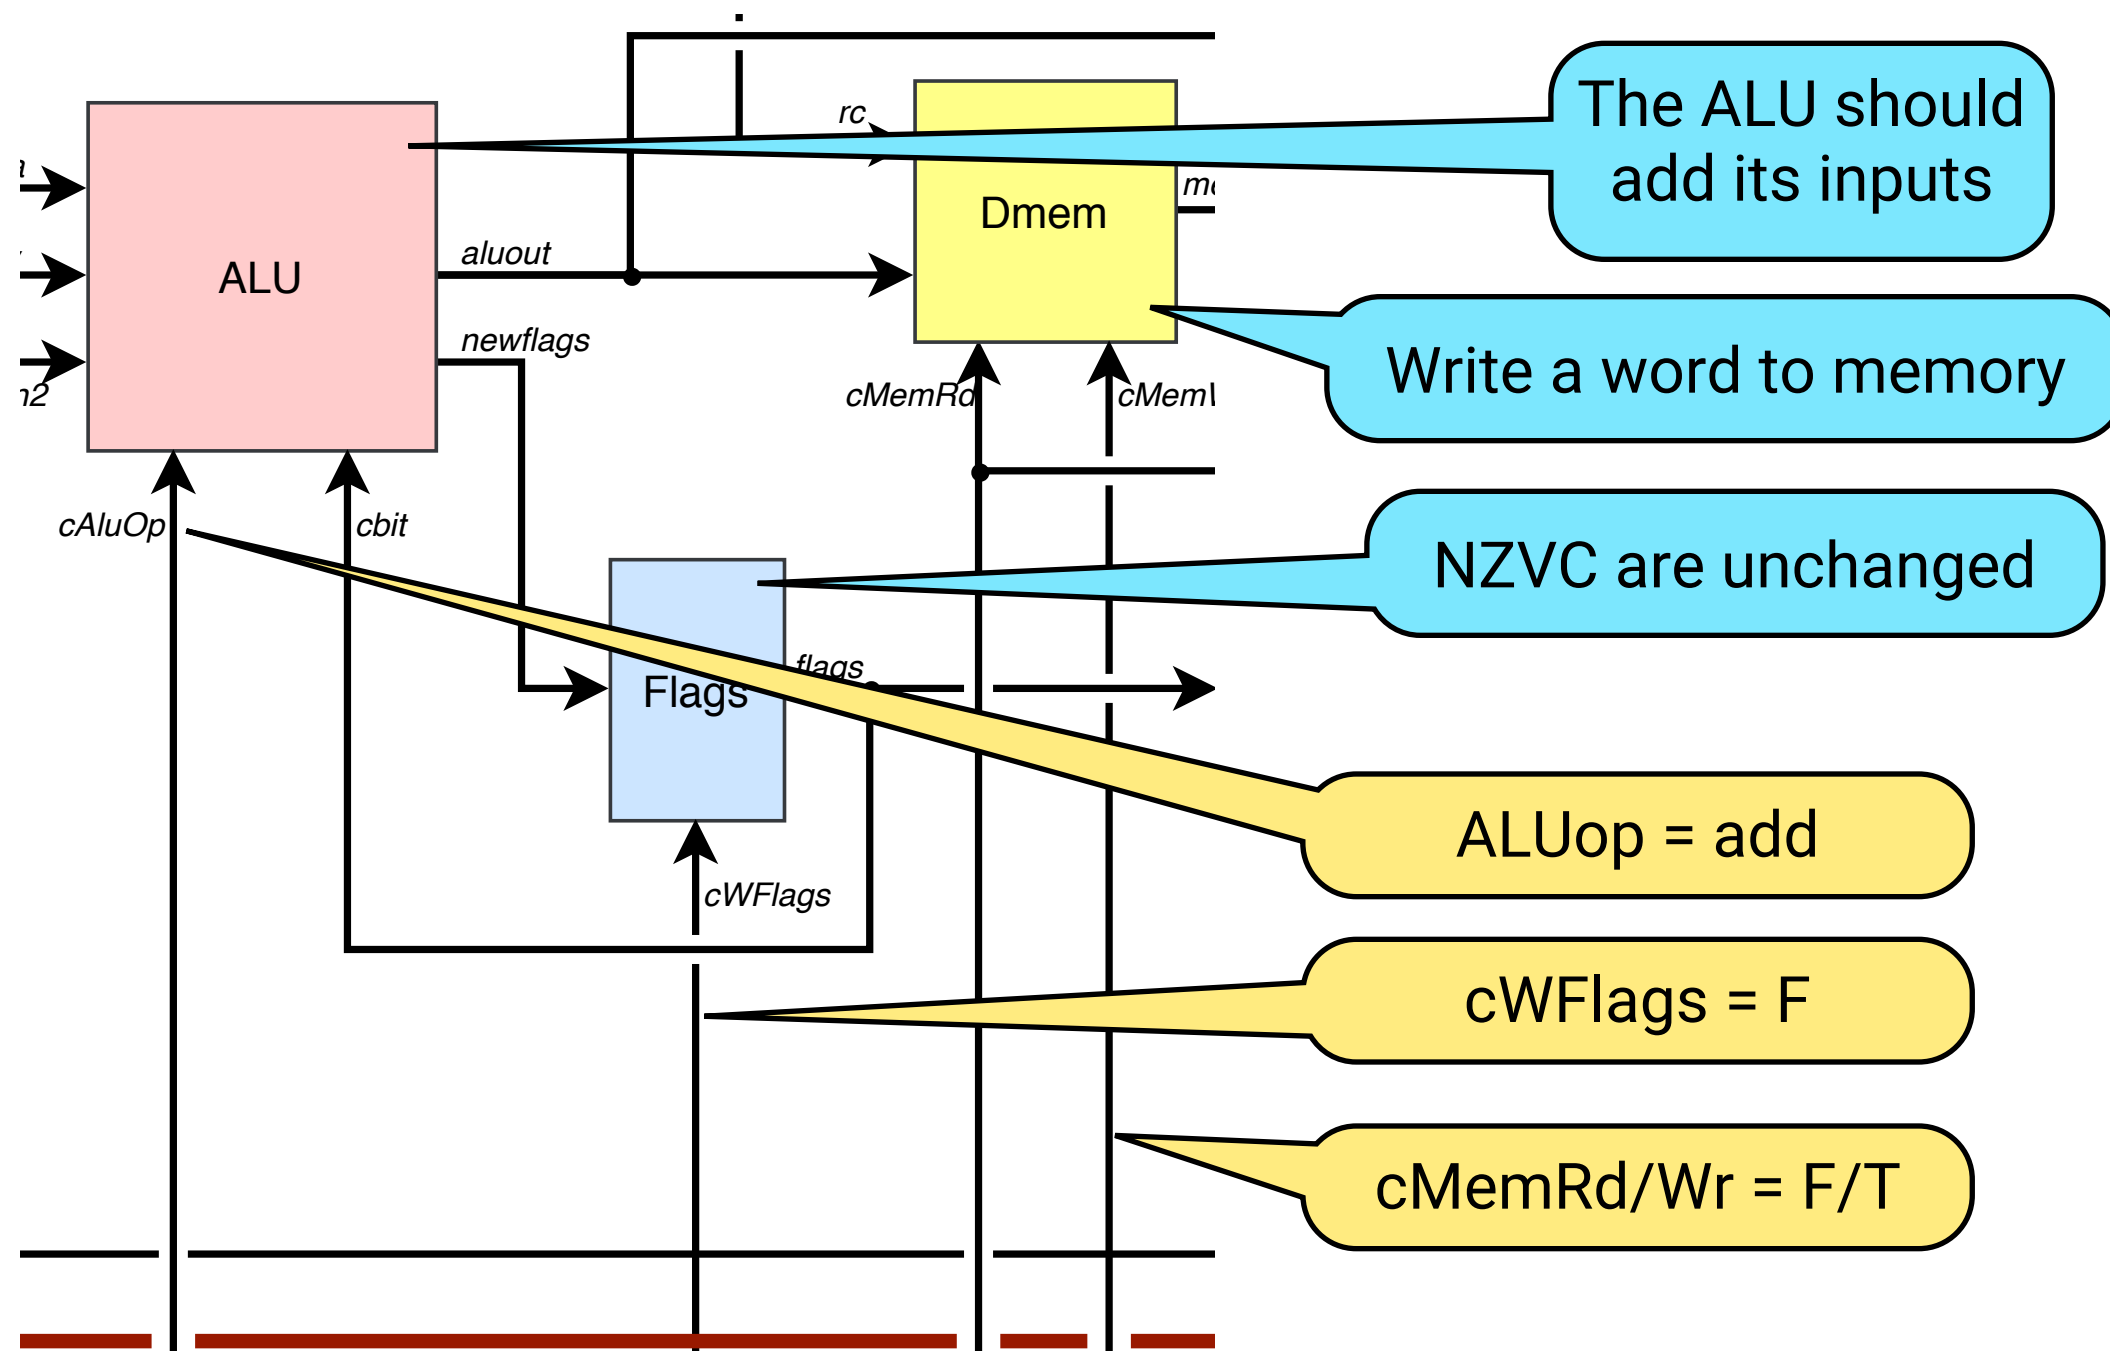 rc
The ALU should
add its inputs
Dmem
aluout
ALU
newflags
Write a word to memory
cMemRd
cAluOp
cbit
NZVC are unchanged
flags
Flags
ALUop = add
cWFlags
cWFlags = F
cMemRd/Wr = F/T